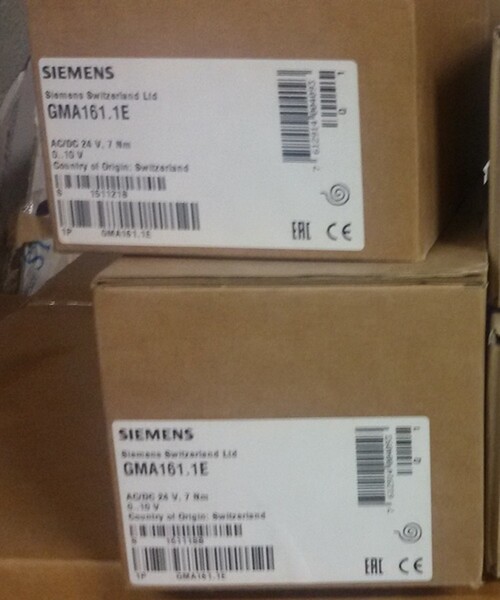 SIEMENS
Siemens Switzerland Ltd
GMA161.1E
AC/DC 24 V, 7 Nm
0..10 V
Country of Origin: Switzerland
S 151121B
1P GMA161.1E
EAC CE
SIEMENS
Siemens Switzerland Ltd
GMA161.1E
AC/DC 24 V, 7 Nm
0..10 V
Country of Origin: Switzerland
1P GMA161.1E
EAC CE